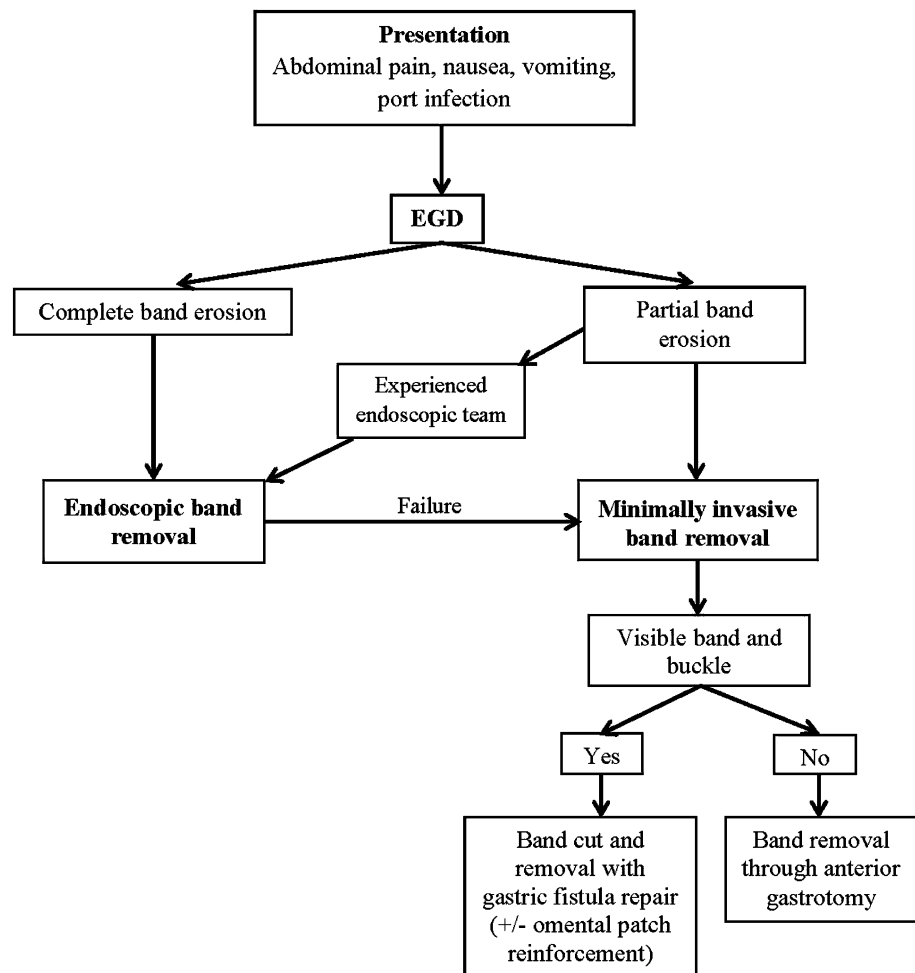 Presentation
Abdominal pain, nausea, vomiting,
port infection
EGD
Complete band erosion
Partial band
erosion
Experienced
endoscopic team
Endoscopic band
removal
Failure
Minimally invasive
band removal
Visible band and
buckle
Yes
No
Band cut and
removal with
gastric fistula repair
(+/- omental patch
reinforcement)
Band removal
through anterior
gastrotomy